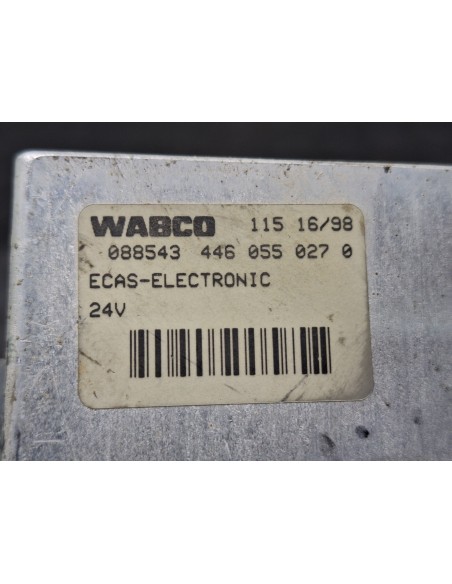 WABCO 115 16/98
088543 446 055 027 0
ECAS-ELECTRONIC
24V